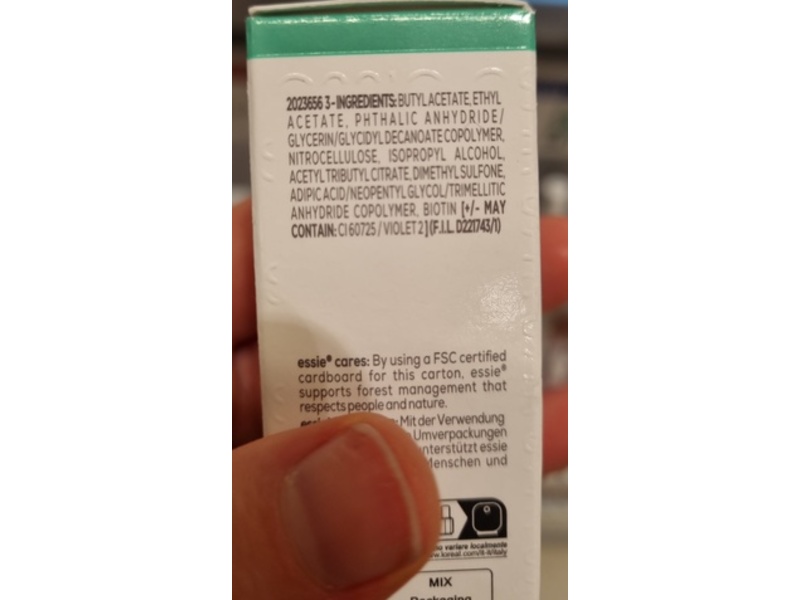 2023656 3 - INGREDIENTS: BUTYL ACETATE, ETHYL
ACETATE, PHTHALIC ANHYDRIDE/
GLYCERIN/GLYCIDYL DECANOATE COPOLYMER,
NITROCELLULOSE, ISOPROPYL ALCOHOL,
ACETYL TRIBUTYL CITRATE, DIMETHYL SULFONE,
ADIPIC ACID/NEOPENTYL GLYCOL/TRIMELLITIC
ANHYDRIDE COPOLYMER, BIOTIN [+/- MAY
CONTAIN: CI 60725 / VIOLET 2] (F.I.L. D221743/1)
essie® cares: By using a FSC certified
cardboard for this carton, essie®
supports forest management that
respects people and nature.
Mit der Verwendung
Umverpackungen
essie
Menschen und
variare localmente
MIX
Packaging